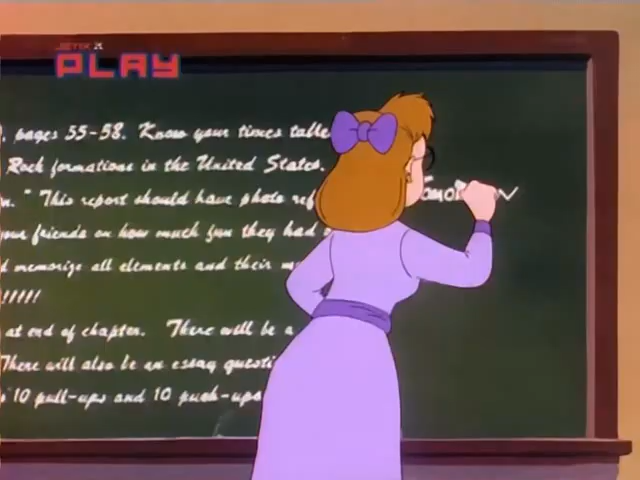 JETIX
PLAY
, pages 55-58. Know your times table
Rock formations in the United States.
n. " This report should have photo ref
your friends on how much fun they had
d memorize all elements and their m
!!!!!
at end of chapter. There will be a
There will also be an essay questi
10 pull-ups and 10 push-ups